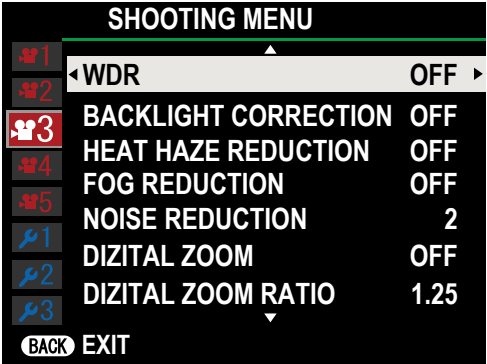 SHOOTING MENU
1
WDR OFF
2
BACKLIGHT CORRECTION OFF
3
HEAT HAZE REDUCTION OFF
4
FOG REDUCTION OFF
5
NOISE REDUCTION 2
1
DIZITAL ZOOM OFF
2
DIZITAL ZOOM RATIO 1.25
3
BACK EXIT